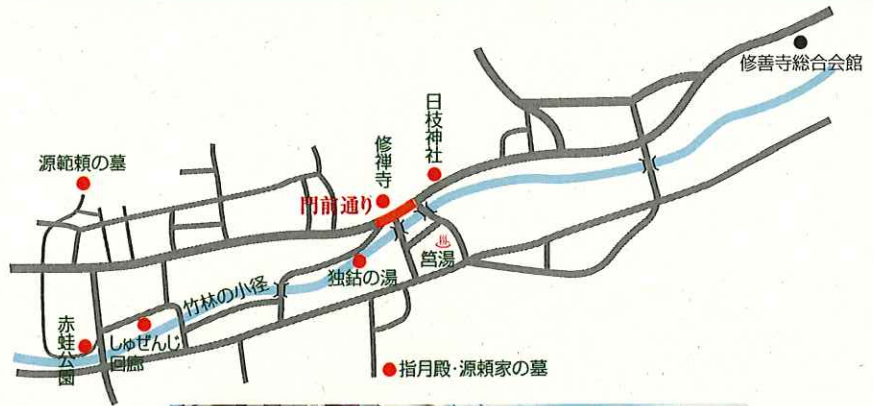 修善寺総合会館
日枝神社
修禅寺
源範頼の墓
門前通り
筥湯
独鈷の湯
竹林の小径
赤蛙公園
しゅぜんじ
回廊
指月殿・源頼家の墓